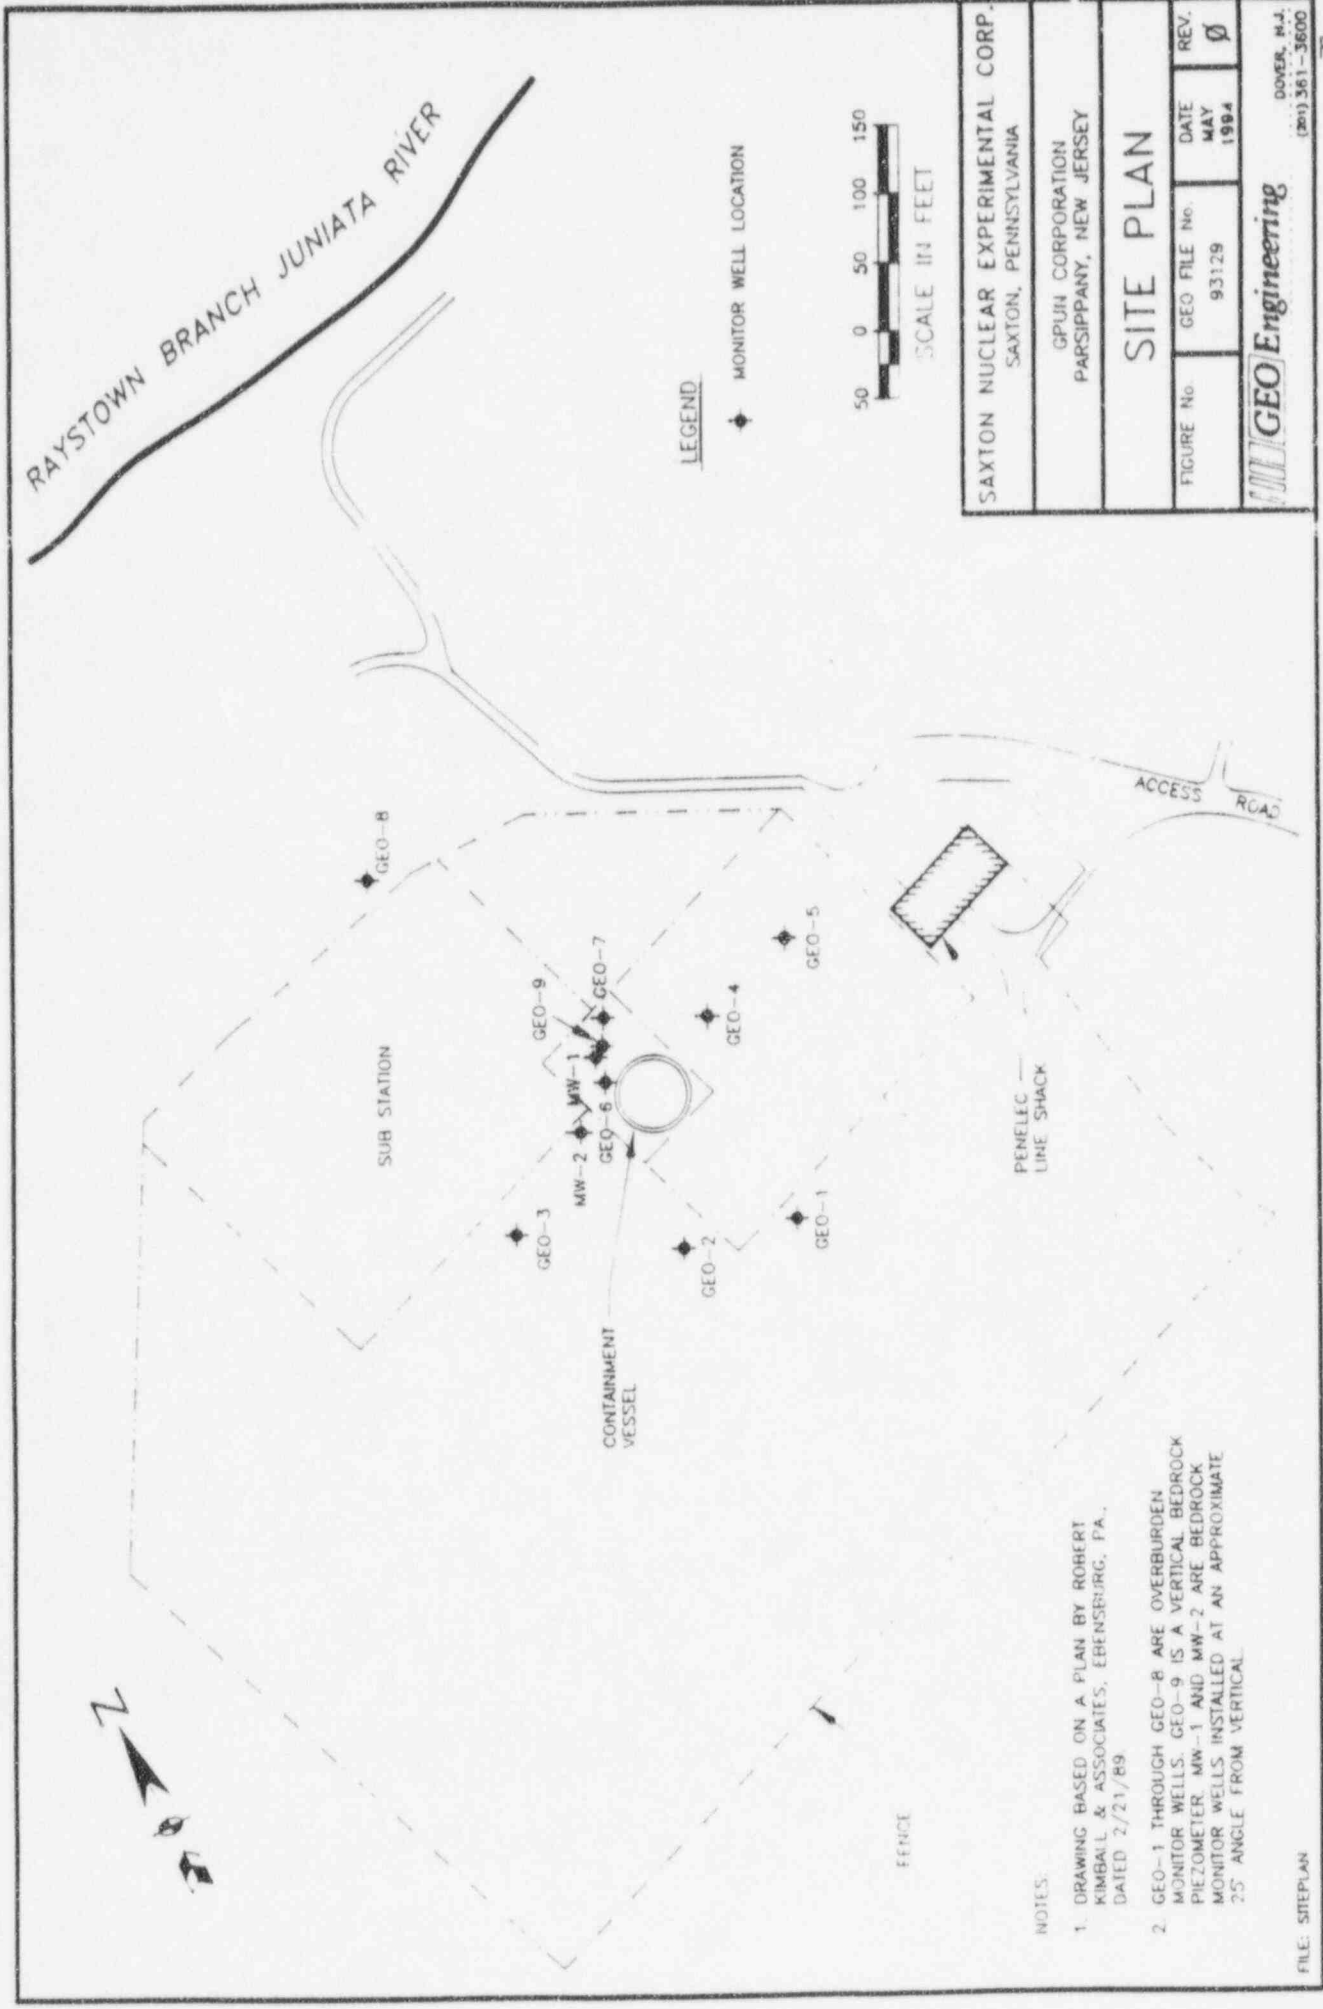 RAYSTOWN BRANCH JUNIATA RIVER
Z
GEO-8
SUB STATION
GEO-9
GEO-7
MW-1
MW-2
GEO-6
GEO-3
GEO-4
GEO-5
GEO-2
GEO-1
CONTAINMENT
VESSEL
PENELEC
LINE SHACK
ACCESS ROAD
FENCE
LEGEND
MONITOR WELL LOCATION
50 0 50 100 150
SCALE IN FEET
NOTES:
1. DRAWING BASED ON A PLAN BY ROBERT
KIMBALL & ASSOCIATES, EBENSBURG, PA.,
DATED 2/21/89
2. GEO-1 THROUGH GEO-8 ARE OVERBURDEN
MONITOR WELLS. GEO-9 IS A VERTICAL BEDROCK
PIEZOMETER. MW-1 AND MW-2 ARE BEDROCK
MONITOR WELLS INSTALLED AT AN APPROXIMATE
25° ANGLE FROM VERTICAL
FILE: SITEPLAN
SAXTON NUCLEAR EXPERIMENTAL CORP.
SAXTON, PENNSYLVANIA
GPUN CORPORATION
PARSIPPANY, NEW JERSEY
SITE PLAN
FIGURE No.
GEO FILE No.
93129
DATE
MAY
1994
REV.
Ø
GEO Engineering
DOVER, N.J.
(201) 361-3600